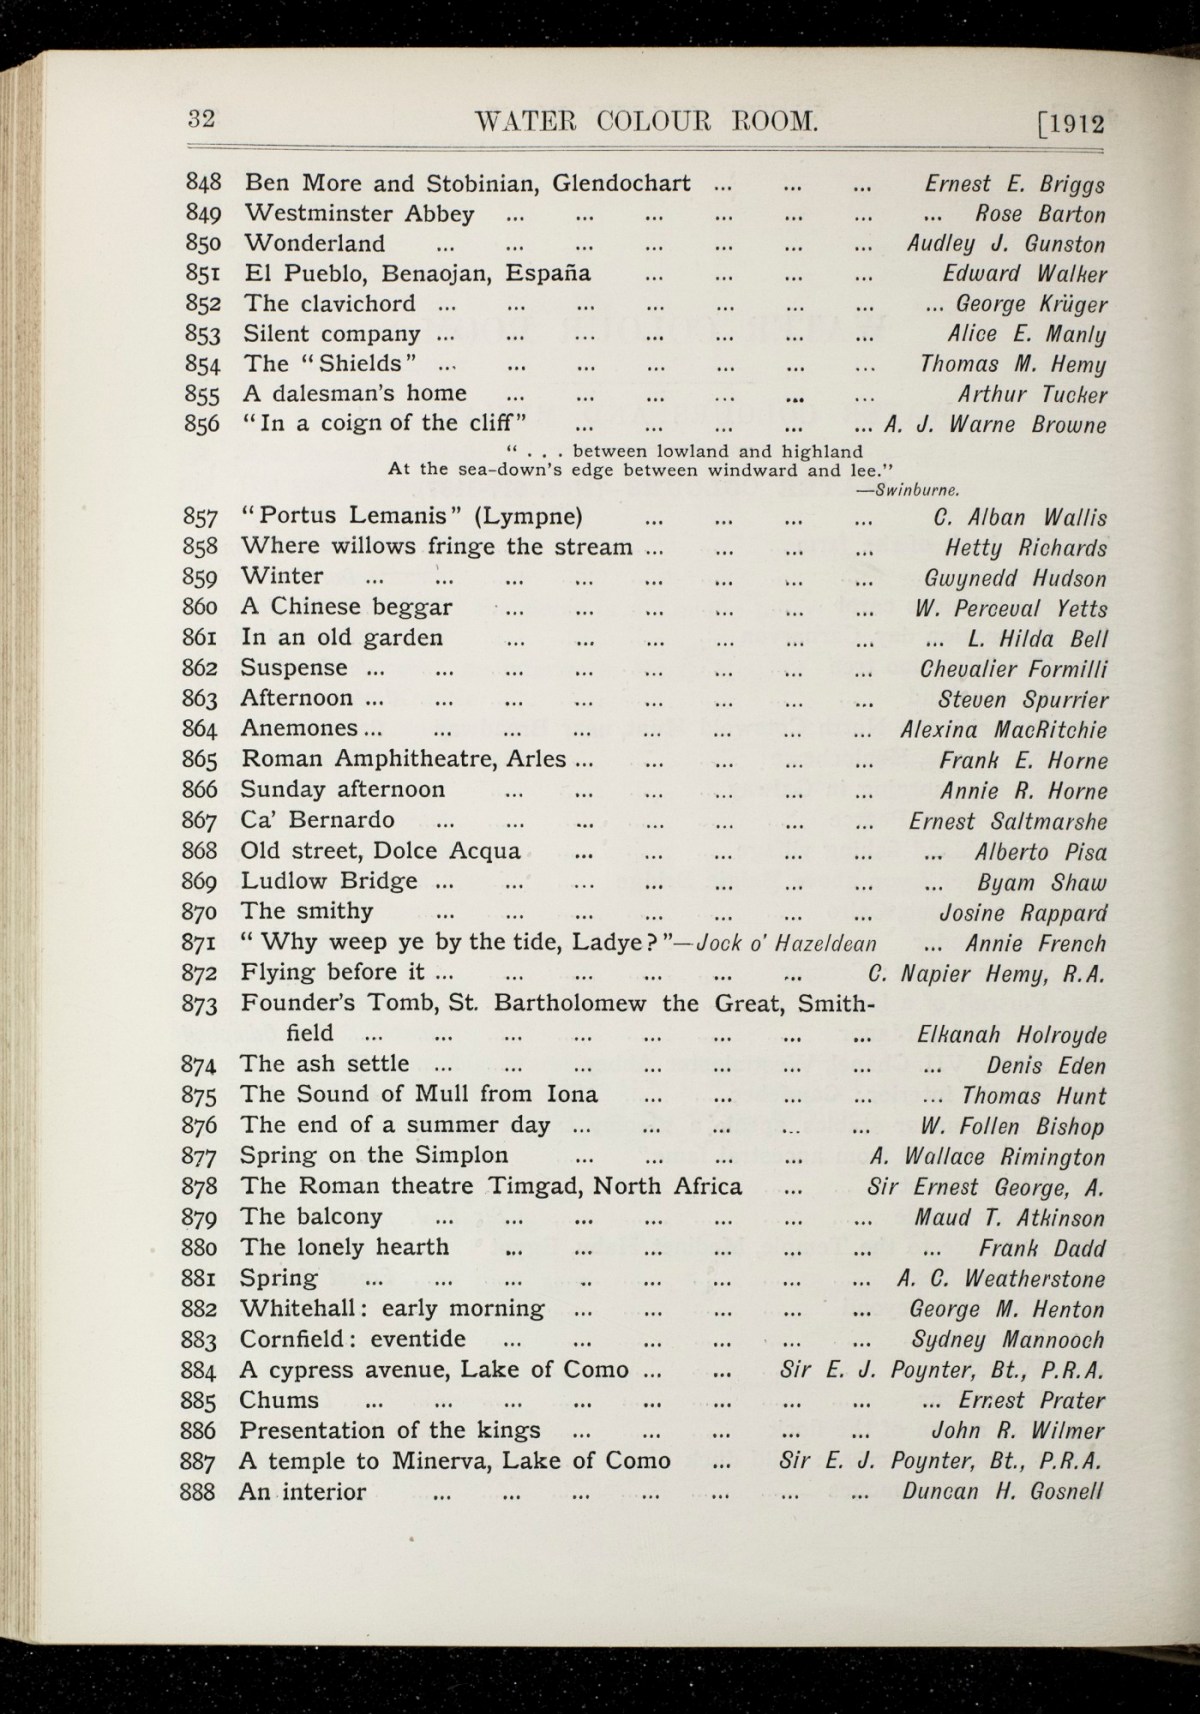 32 WATER COLOUR ROOM. [1912
848 Ben More and Stobinian, Glendochart ... ... ... Ernest E. Briggs
849 Westminster Abbey ... ... ... ... ... ... ... Rose Barton
850 Wonderland ... ... ... ... ... ... ... Audley J. Gunston
851 El Pueblo, Benaojan, España ... ... ... ... Edward Walker
852 The clavichord ... ... ... ... ... ... ... ... George Krüger
853 Silent company ... ... ... ... ... ... ... Alice E. Manly
854 The “Shields” ... ... ... ... ... ... ... Thomas M. Hemy
855 A dalesman’s home ... ... ... ... ... ... Arthur Tucker
856 “In a coign of the cliff” ... ... ... ... ... A. J. Warne Browne
“ . . . between lowland and highland
At the sea-down’s edge between windward and lee.”
—Swinburne.
857 “Portus Lemanis” (Lympne) ... ... ... ... C. Alban Wallis
858 Where willows fringe the stream ... ... ... ... Hetty Richards
859 Winter ... ... ... ... ... ... ... ... Gwynedd Hudson
860 A Chinese beggar ... ... ... ... ... ... W. Perceval Yetts
861 In an old garden ... ... ... ... ... ... ... L. Hilda Bell
862 Suspense ... ... ... ... ... ... ... ... Chevalier Formilli
863 Afternoon ... ... ... ... ... ... ... ... Steven Spurrier
864 Anemones ... ... ... ... ... ... ... ... Alexina MacRitchie
865 Roman Amphitheatre, Arles ... ... ... ... ... Frank E. Horne
866 Sunday afternoon ... ... ... ... ... ... Annie R. Horne
867 Ca’ Bernardo ... ... ... ... ... ... ... Ernest Saltmarshe
868 Old street, Dolce Acqua ... ... ... ... ... ... Alberto Pisa
869 Ludlow Bridge ... ... ... ... ... ... ... ... Byam Shaw
870 The smithy ... ... ... ... ... ... ... Josine Rappard
871 “ Why weep ye by the tide, Ladye?”—Jock o’ Hazeldean ... Annie French
872 Flying before it ... ... ... ... ... ... C. Napier Hemy, R.A.
873 Founder’s Tomb, St. Bartholomew the Great, Smith-
field ... ... ... ... ... ... ... ... Elkanah Holroyde
874 The ash settle ... ... ... ... ... ... ... ... Denis Eden
875 The Sound of Mull from Iona ... ... ... ... ... Thomas Hunt
876 The end of a summer day ... ... ... ... ... W. Follen Bishop
877 Spring on the Simplon ... ... ... ... A. Wallace Rimington
878 The Roman theatre Timgad, North Africa ... Sir Ernest George, A.
879 The balcony ... ... ... ... ... ... ... Maud T. Atkinson
880 The lonely hearth ... ... ... ... ... ... ... Frank Dadd
881 Spring ... ... ... .. ... ... ... ... A. C. Weatherstone
882 Whitehall : early morning ... ... ... ... ... George M. Henton
883 Cornfield : eventide ... ... ... ... ... ... Sydney Mannooch
884 A cypress avenue, Lake of Como ... ... Sir E. J. Poynter, Bt., P.R.A.
885 Chums ... ... ... ... ... ... ... ... ... Ernest Prater
886 Presentation of the kings ... ... ... ... ... John R. Wilmer
887 A temple to Minerva, Lake of Como ... Sir E. J. Poynter, Bt., P.R.A.
888 An interior ... ... ... ... ... ... ... Duncan H. Gosnell